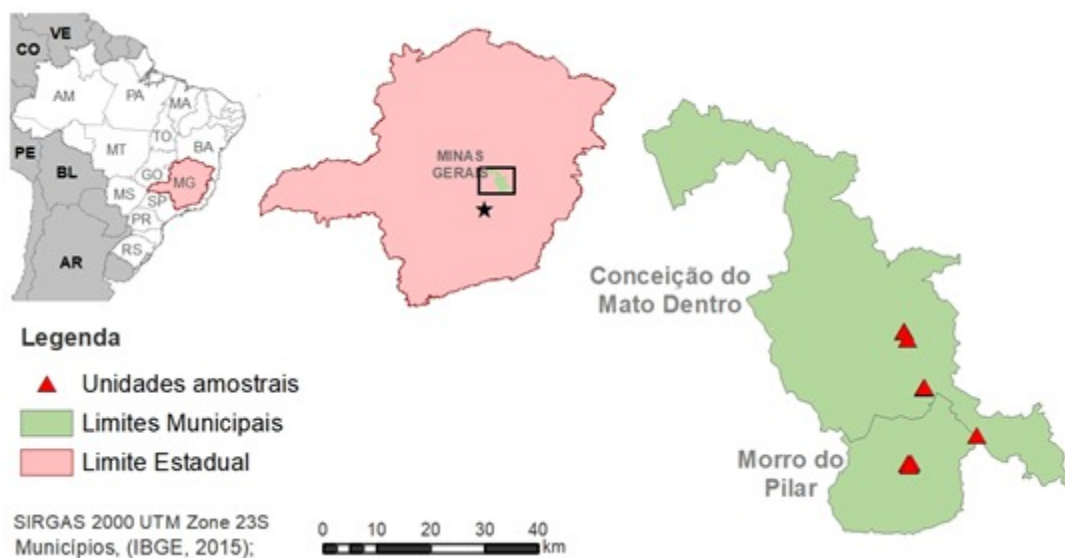 VE
CO
AM
PA
MA
TO
PE
MT
BA
BL
GO
MG
MS
SP
PR
AR
RS
MINAS
GERAIS
Conceição do
Mato Dentro
Morro do
Pilar
Legenda
Unidades amostrais
Limites Municipais
Limite Estadual
SIRGAS 2000 UTM Zone 23S
Municípios, (IBGE, 2015);
0 10 20 30 40
km